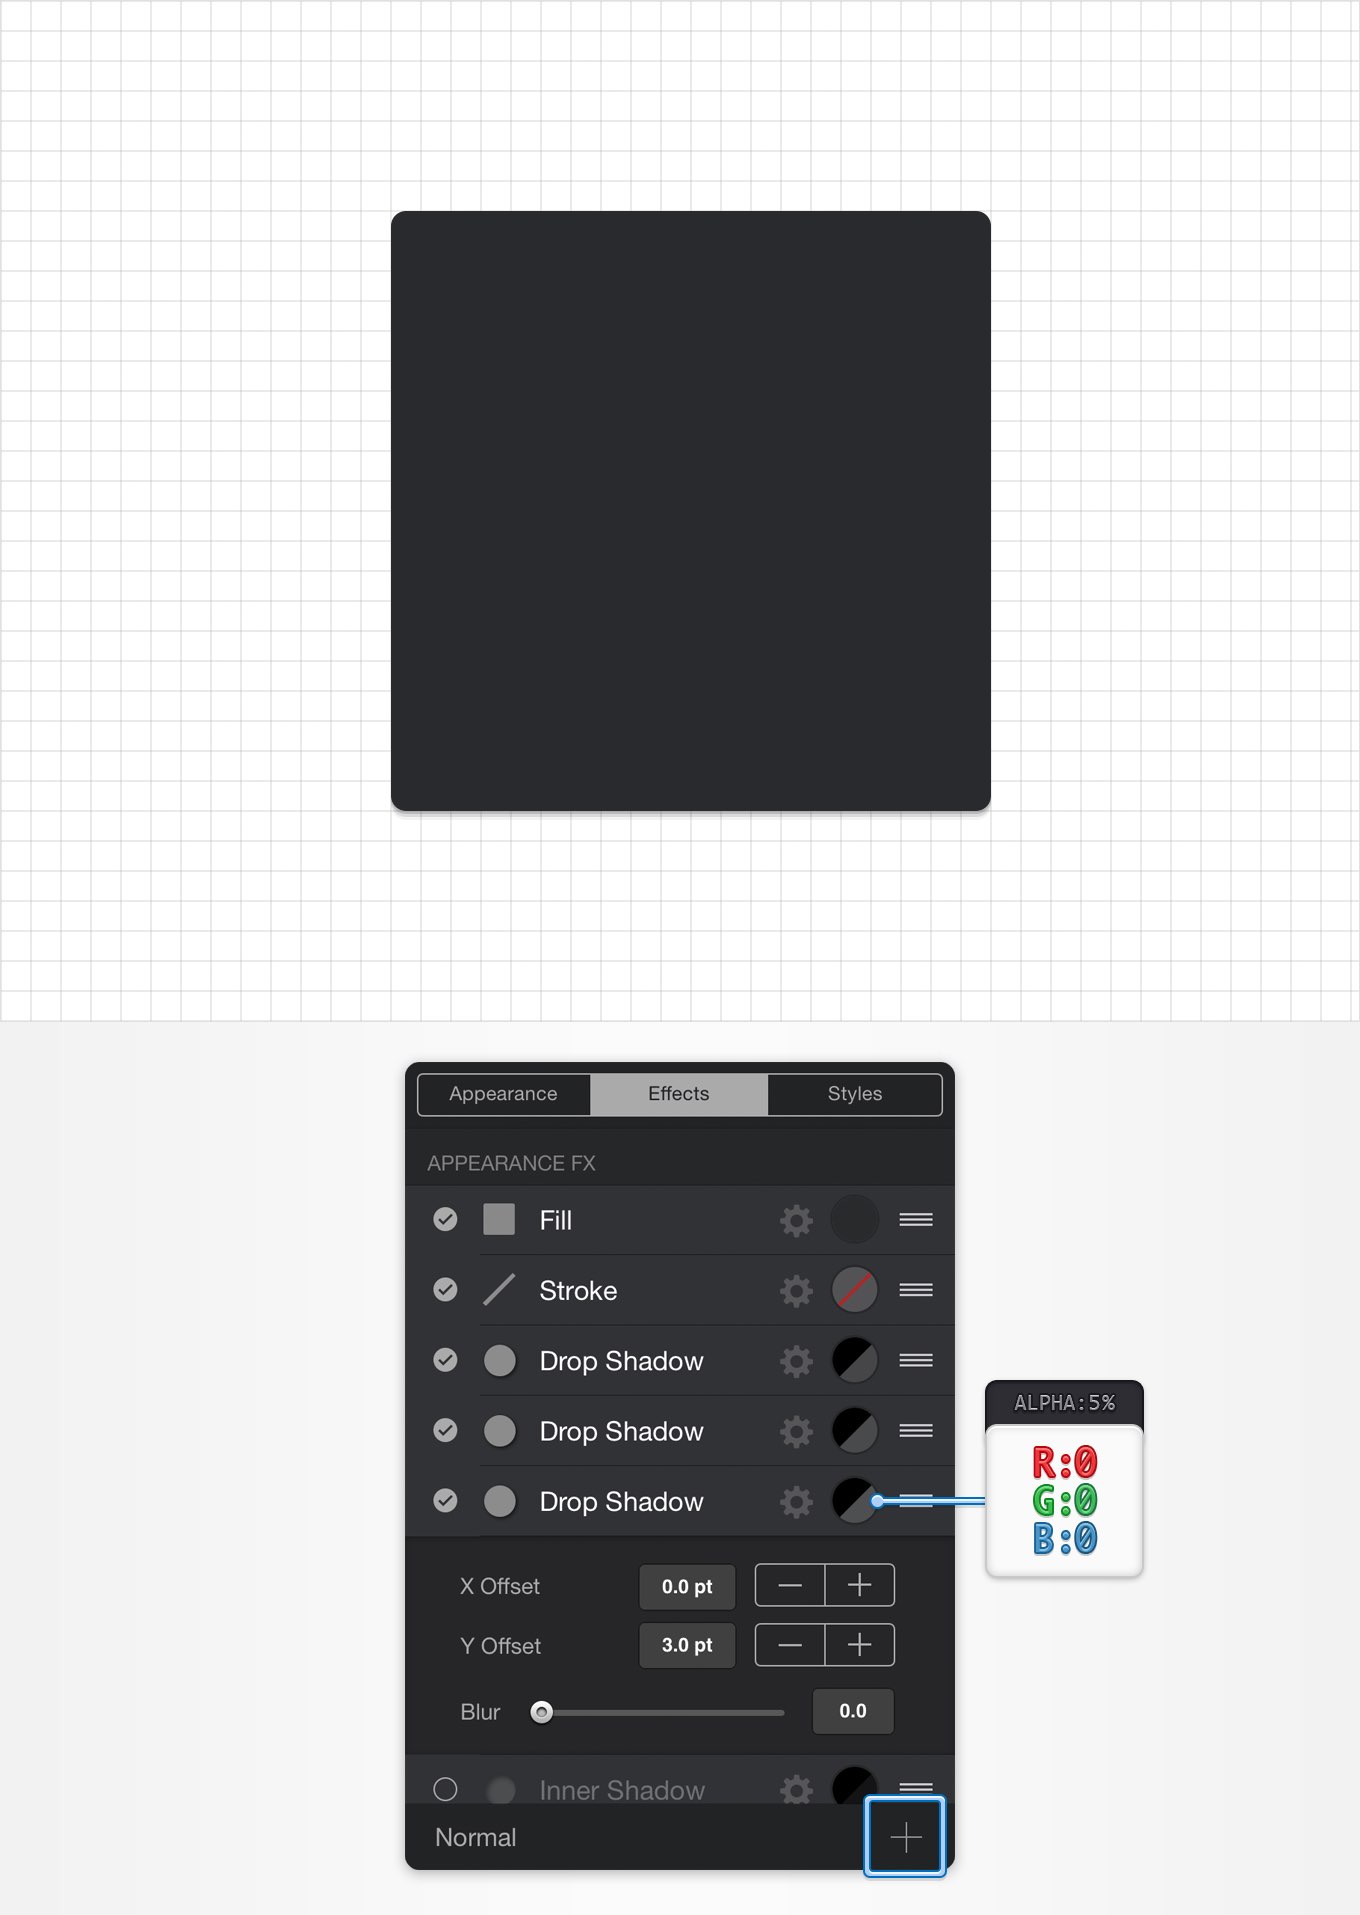 Appearance Effects Styles
APPEARANCE FX
Fill
Stroke
Drop Shadow
Drop Shadow
Drop Shadow
ALPHA:5%
R:0
G:0
B:0
X Offset 0.0 pt
Y Offset 3.0 pt
Blur 0.0
Inner Shadow
Normal